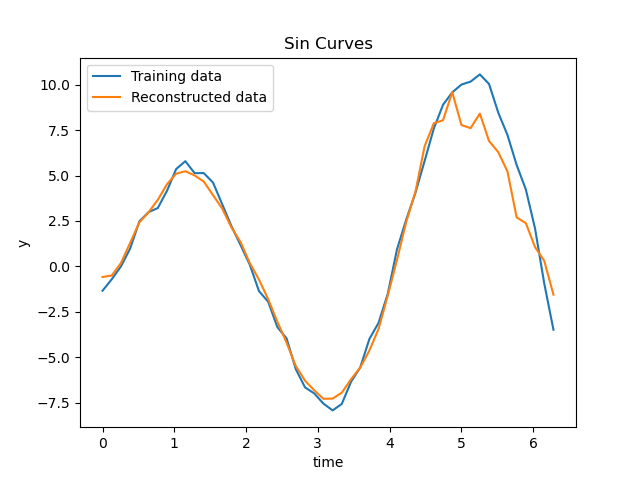 Sin Curves
Training data
Reconstructed data
10.0
7.5
5.0
2.5
0.0
−2.5
−5.0
−7.5
y
0 1 2 3 4 5 6
time